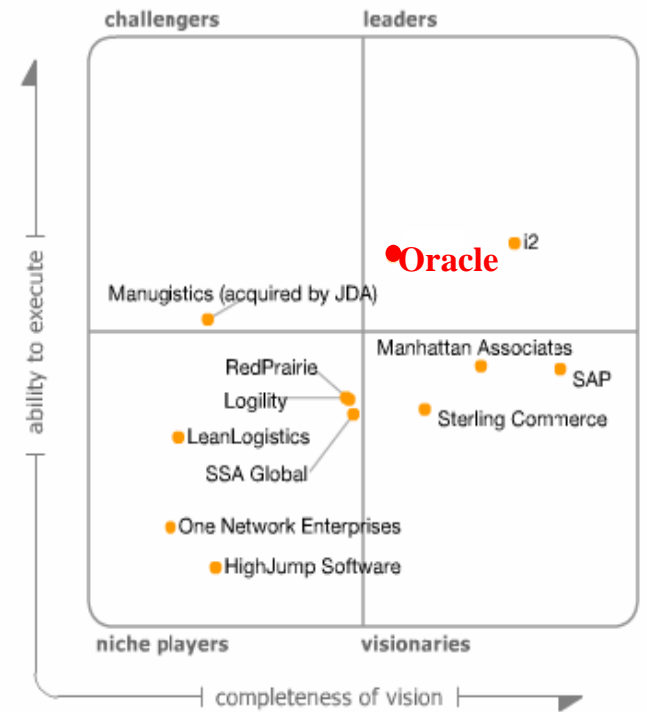 challengers
leaders
i2
Oracle
Manugistics (acquired by JDA)
Manhattan Associates
RedPrairie
SAP
Logility
Sterling Commerce
LeanLogistics
SSA Global
One Network Enterprises
HighJump Software
niche players
visionaries
ability to execute
completeness of vision